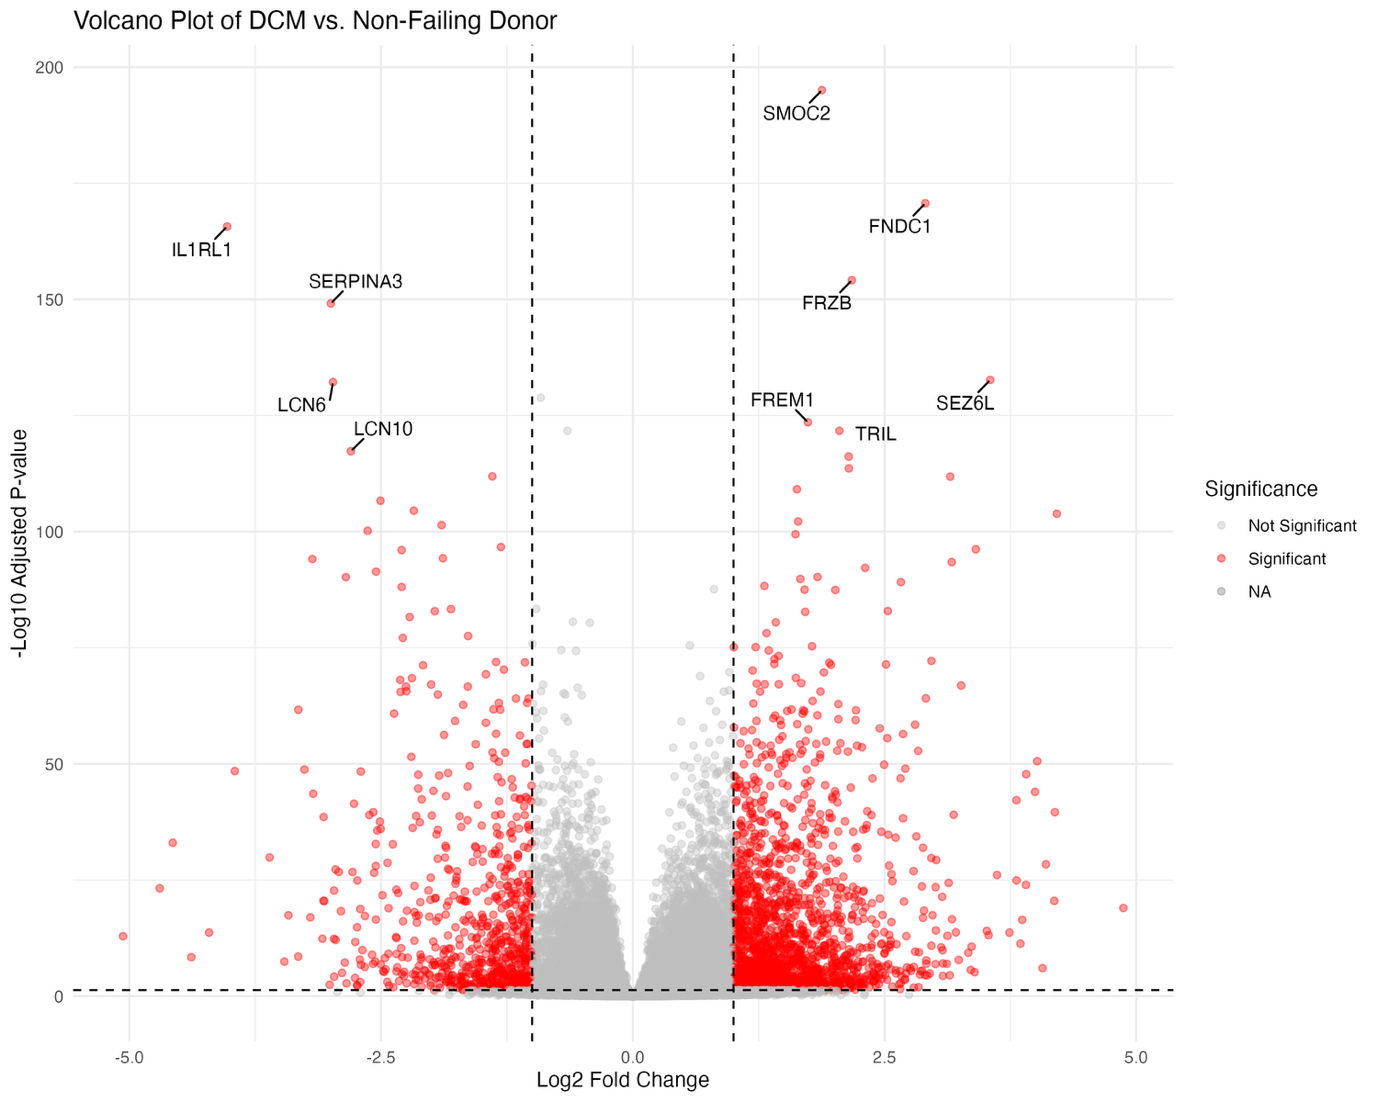 Volcano Plot of DCM vs. Non-Failing Donor
200
150
100
50
0
-Log10 Adjusted P-value
SMOC2
FNDC1
IL1RL1
SERPINA3
FRZB
LCN6
SEZ6L
FREM1
LCN10
TRIL
Significance
Not Significant
Significant
NA
-5.0
-2.5
0.0
2.5
5.0
Log2 Fold Change